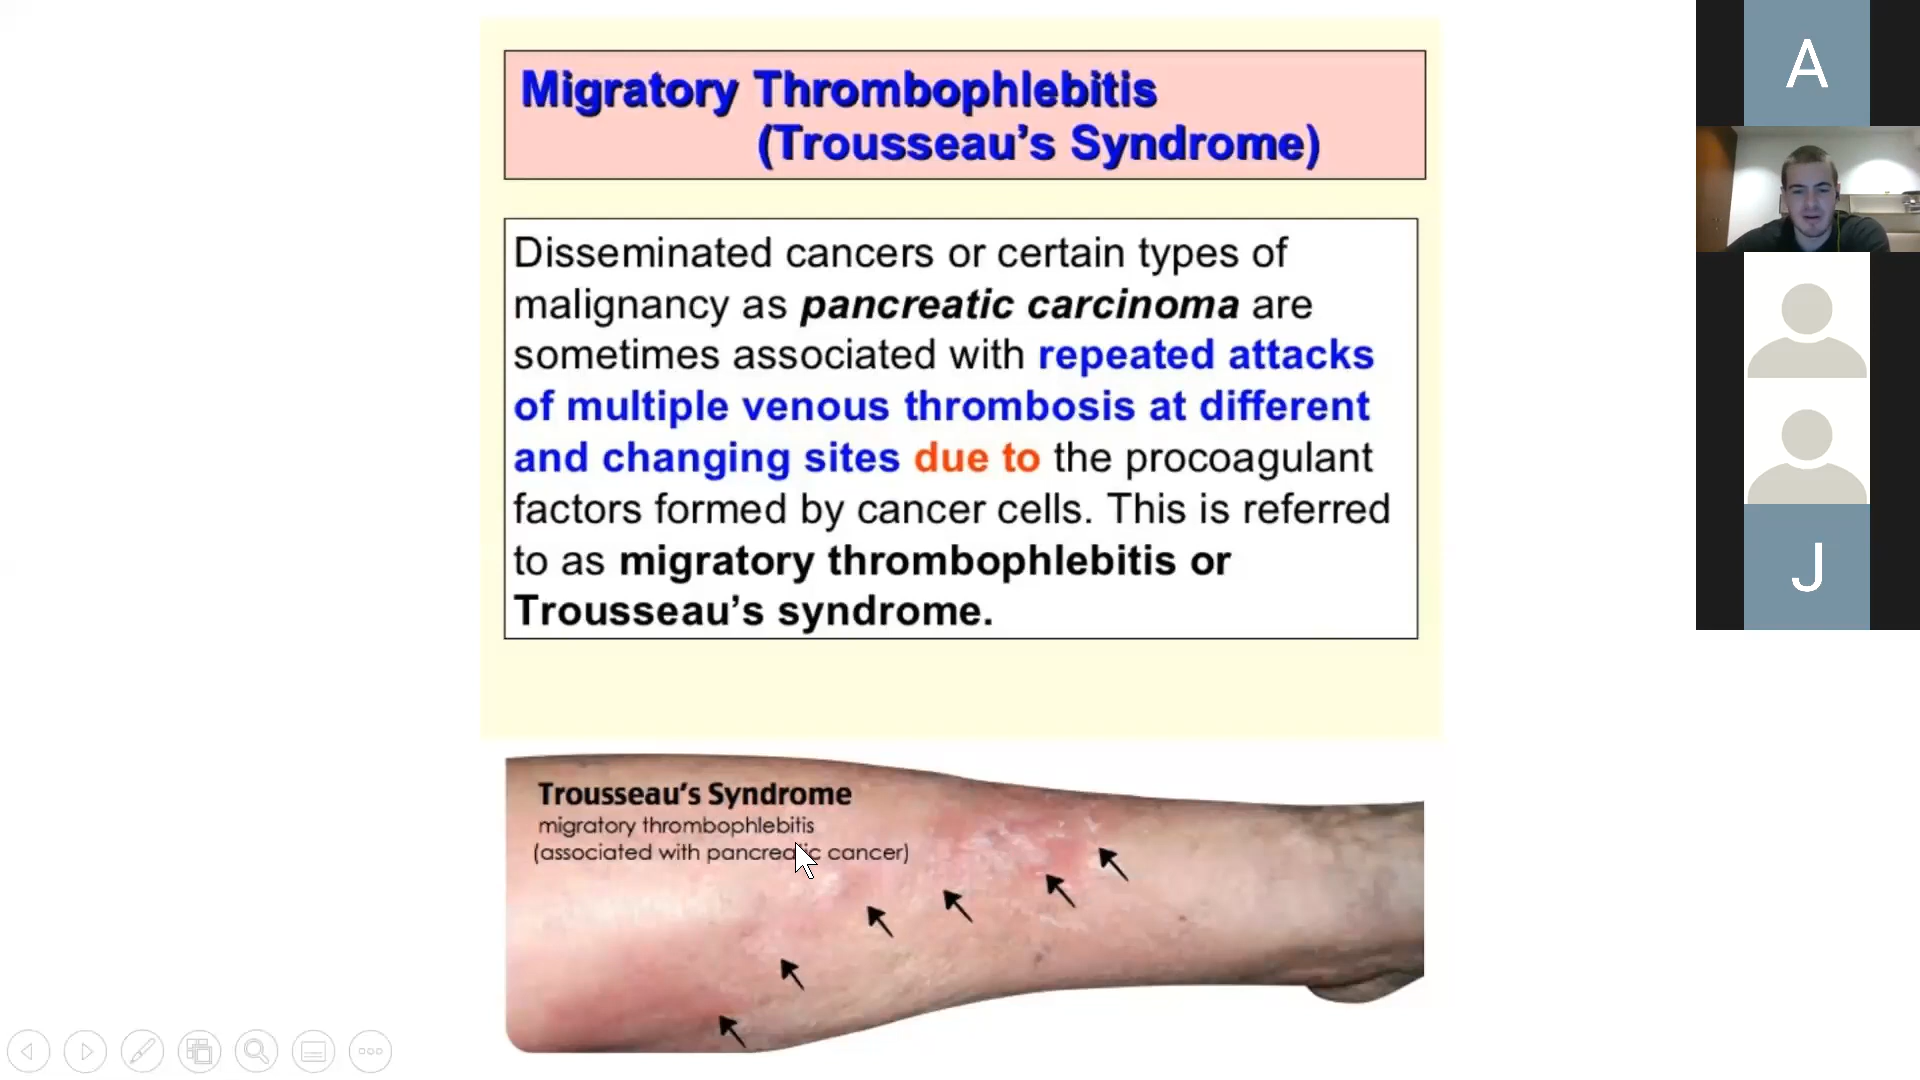 Migratory Thrombophlebitis
(Trousseau's Syndrome)
Disseminated cancers or certain types of
malignancy as pancreatic carcinoma are
sometimes associated with repeated attacks
of multiple venous thrombosis at different
and changing sites due to the procoagulant
factors formed by cancer cells. This is referred
to as migratory thrombophlebitis or
Trousseau's syndrome.
Trousseau's Syndrome
migratory thrombophlebitis
(associated with pancreatic cancer)
A
J